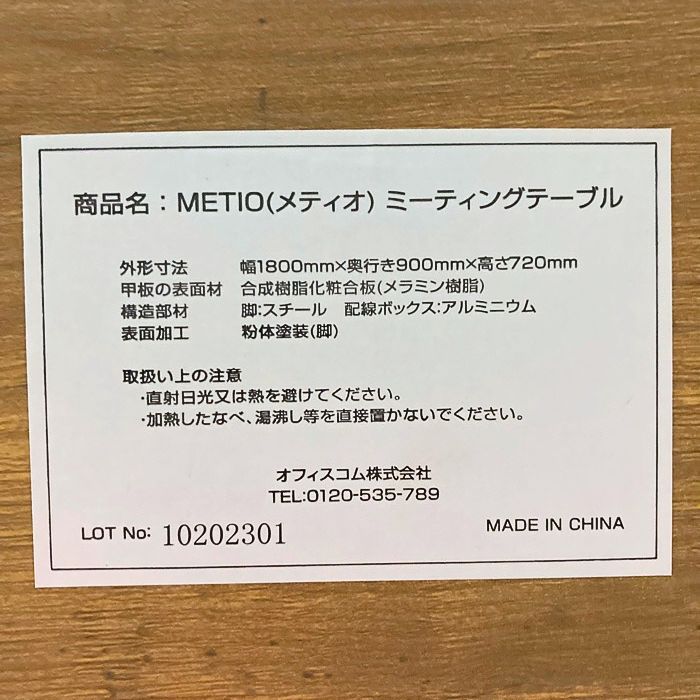 商品名：METIO(メティオ) ミーティングテーブル
外形寸法 幅1800mm×奥行き900mm×高さ720mm
甲板の表面材 合成樹脂化粧合板(メラミン樹脂)
構造部材 脚:スチール 配線ボックス:アルミニウム
表面加工 粉体塗装(脚)
取扱い上の注意
・直射日光又は熱を避けてください。
・加熱したなべ、湯沸し等を直接置かないでください。
オフィスコム株式会社
TEL:0120-535-789
LOT No: 10202301 MADE IN CHINA